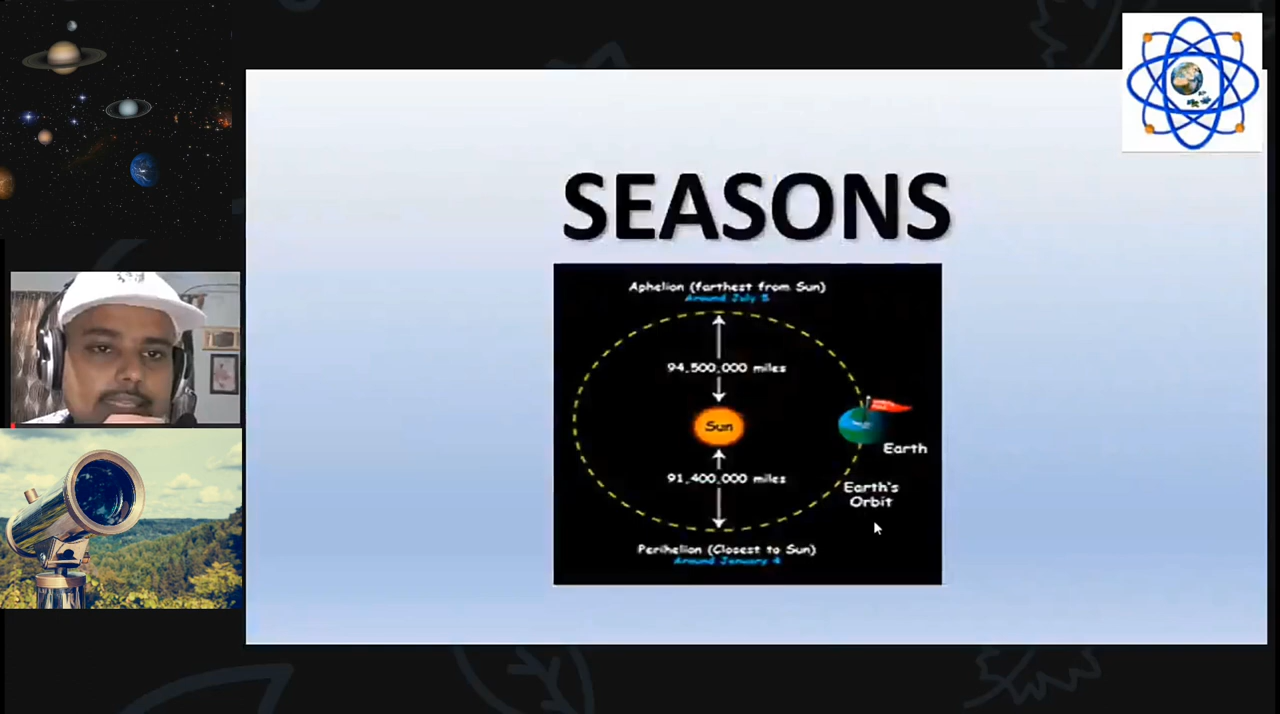 SEASONS
Aphelion (farthest from Sun)
Around July 5
94,500,000 miles
Sun
Earth
91,400,000 miles
Earth's
Orbit
Perihelion (Closest to Sun)
Around January 4